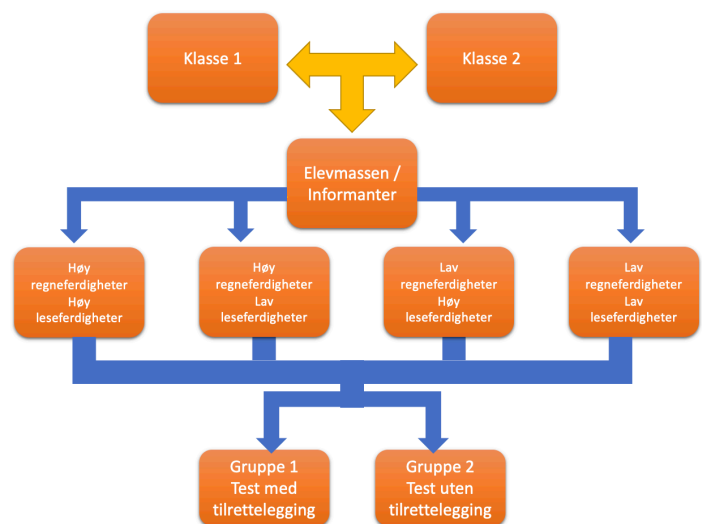 Klasse 1
Klasse 2
Elevmassen /
Informanter
Høy
regneferdigheter
Høy
leseferdigheter
Høy
regneferdigheter
Lav
leseferdigheter
Lav
regneferdigheter
Høy
leseferdigheter
Lav
regneferdigheter
Lav
leseferdigheter
Gruppe 1
Test med
tilrettelegging
Gruppe 2
Test uten
tilrettelegging